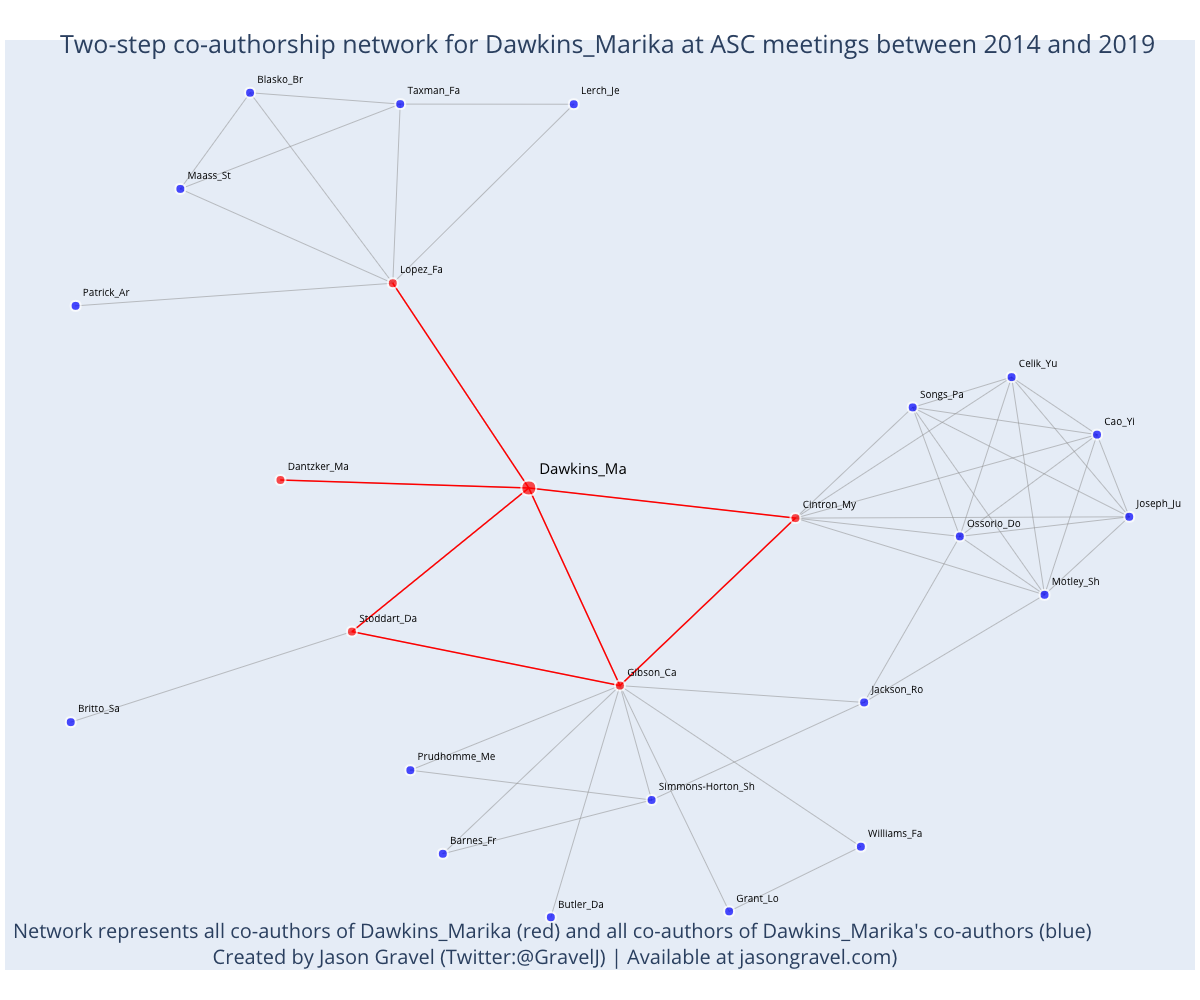 Two-step co-authorship network for Dawkins_Marika at ASC meetings between 2014 and 2019
Blasko_Br
Taxman_Fa
Lerch_Je
Maass_St
Lopez_Fa
Patrick_Ar
Celik_Yu
Songs_Pa
Cao_Yi
Dantzker_Ma
Dawkins_Ma
Cintron_My
Joseph_Ju
Ossorio_Do
Motley_Sh
Stoddart_Da
Gibson_Ca
Jackson_Ro
Britto_Sa
Prudhomme_Me
Simmons-Horton_Sh
Barnes_Fr
Williams_Fa
Butler_Da
Grant_Lo
Network represents all co-authors of Dawkins_Marika (red) and all co-authors of Dawkins_Marika's co-authors (blue)
Created by Jason Gravel (Twitter:@GravelJ) | Available at jasongravel.com)